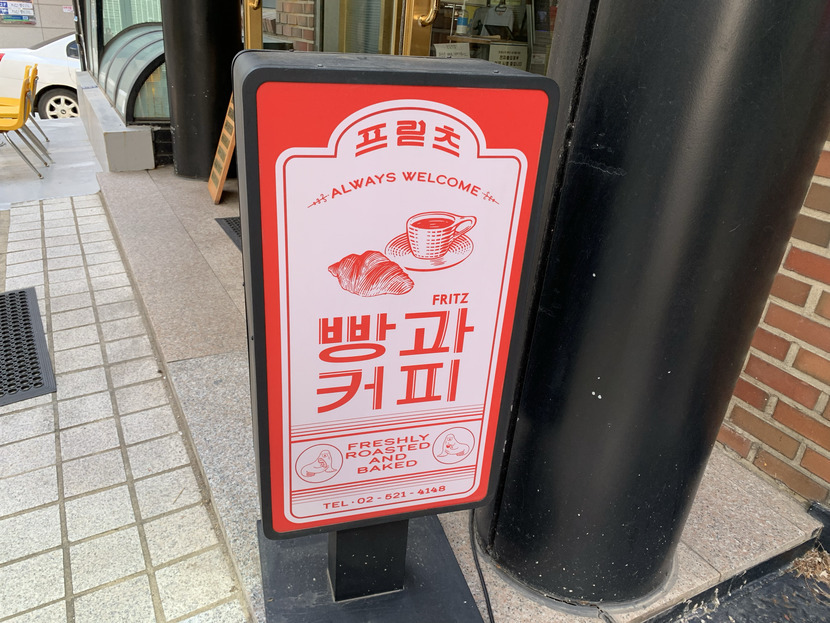 프릳츠
ALWAYS WELCOME
FRITZ
빵과
커피
FRESHLY
ROASTED
AND
BAKED
TEL · 02 - 521 - 4148